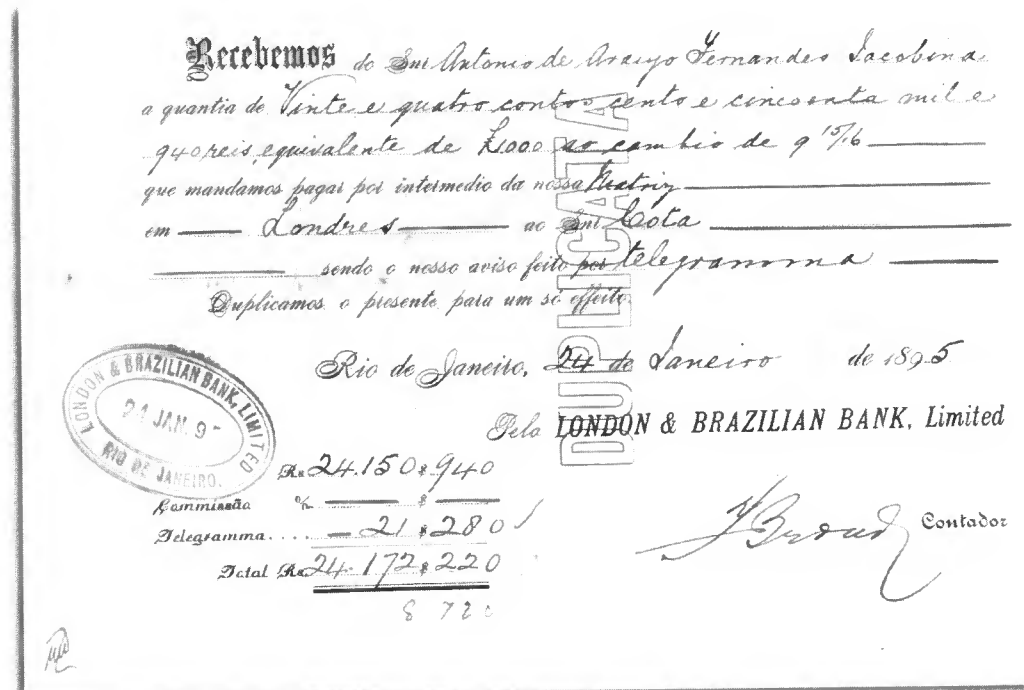 Recebemos do Snr Antonio de Araujo Fernandes Jacobina
a quantia de Vinte e quatro contos cento e cincoenta mil e
940 reis, equivalente de £1000 ao cambio de 9 15/16
que mandamos pagar por intermedio da nossa Matriz
em Londres ao Snr Cota
sendo o nosso aviso feito por telegramma
Duplicamos o presente para um só effeito
DUPLICATA
Rio de Janeiro, 24 de Janeiro de 1895
LONDON & BRAZILIAN BANK, LIMITED
JAN. 9
RIO DE JANEIRO.
Pelo LONDON & BRAZILIAN BANK, Limited
Rs 24.150 $ 940
Commissão % $
Telegramma.... 21 $ 280
Total Rs 24.172 $ 220
Contador
8 72